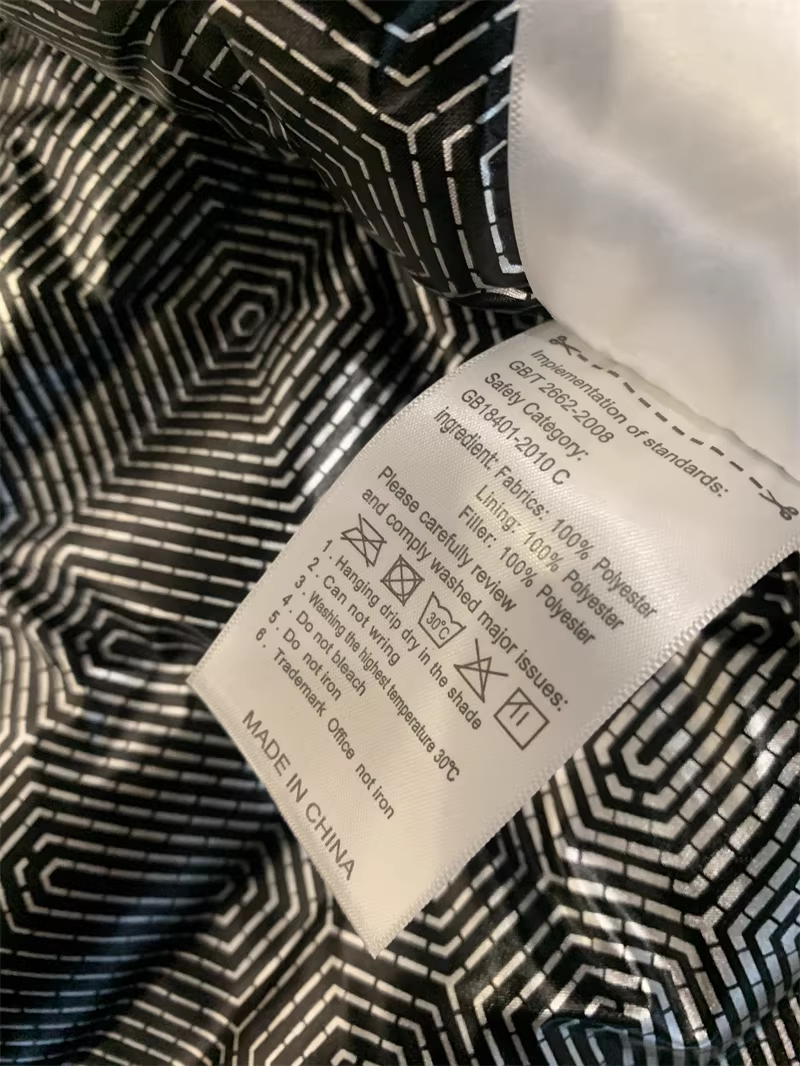 Implementation of standards:
GB/T 2662-2008
Safety Category:
GB18401-2010 C
ingredient: Fabrics: 100% Polyester
Lining: 100% Polyester
Filler: 100% Polyester
Please carefully review
and comply washed major issues:
30℃
1 . Hanging drip dry in the shade
2 . Can not wring
3 . Washing the highest temperature 30℃
4 . Do not bleach
5 . Do not iron
6 . Trademark Office not iron
MADE IN CHINA